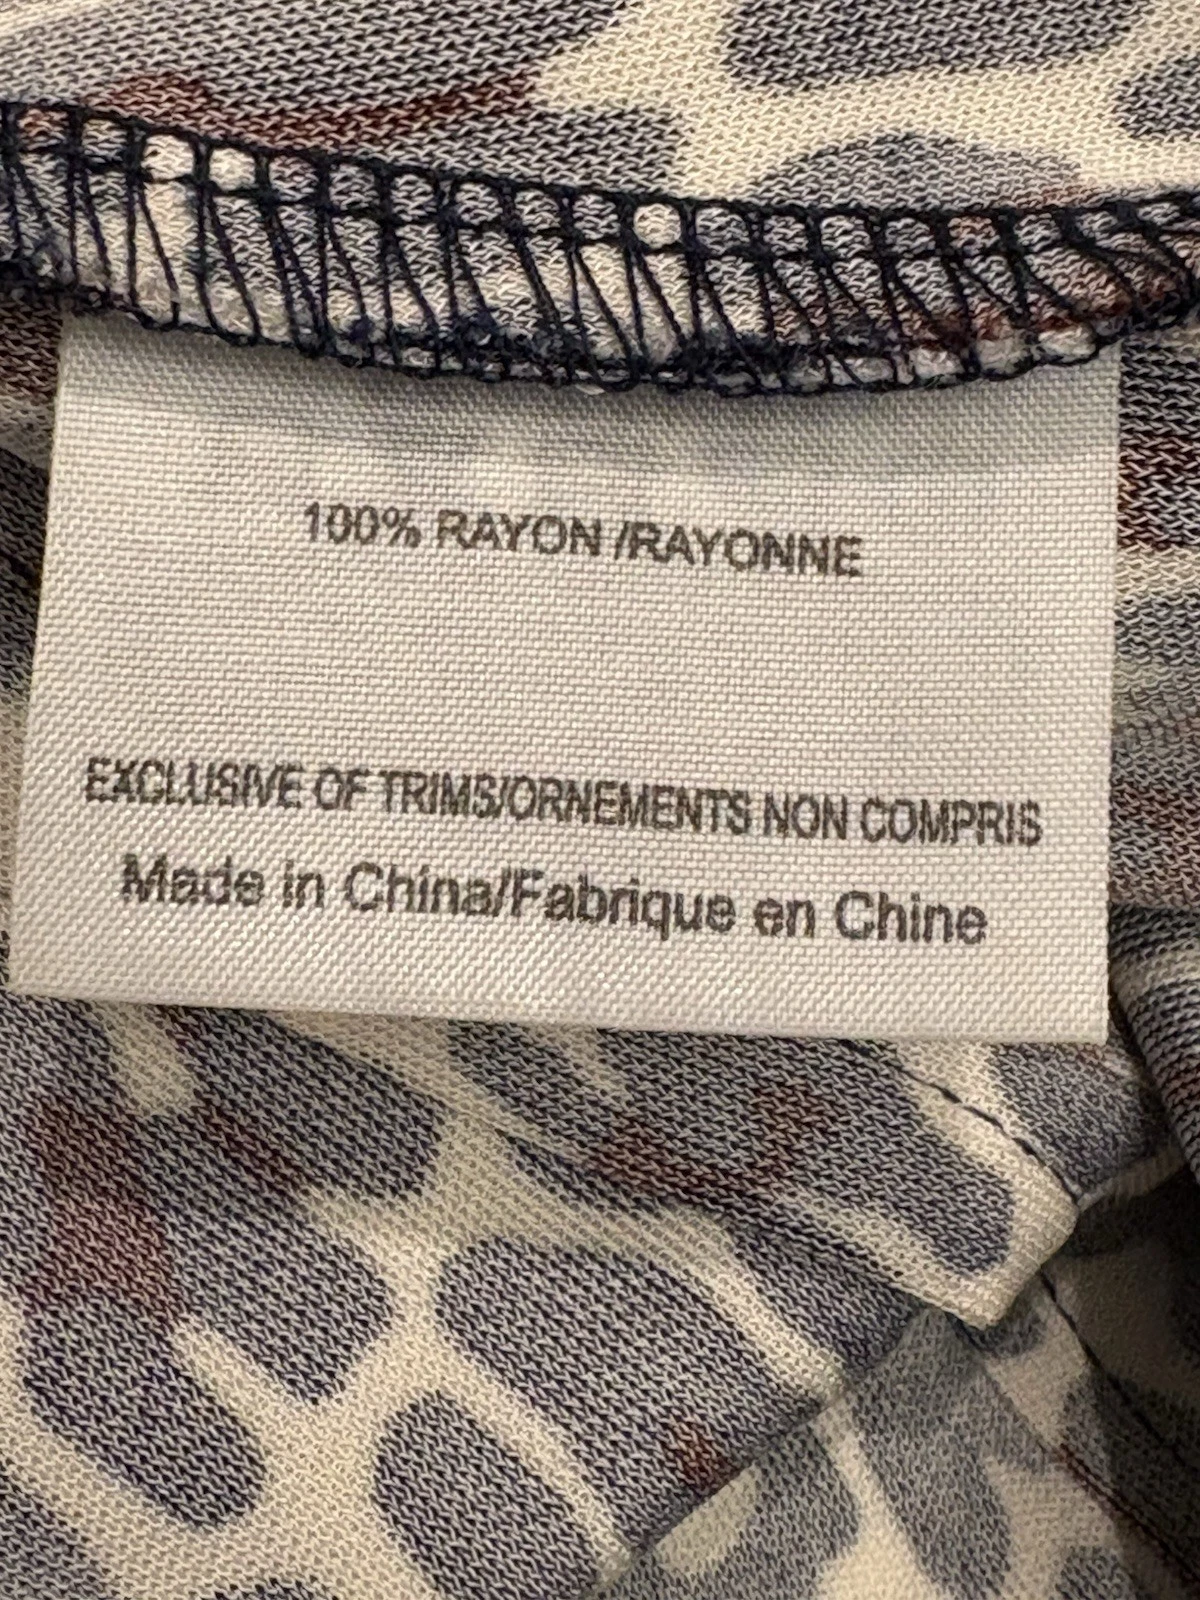 100% RAYON /RAYONNE
EXCLUSIVE OF TRIMS/ORNEMENTS NON COMPRIS
Made in China/Fabrique en Chine